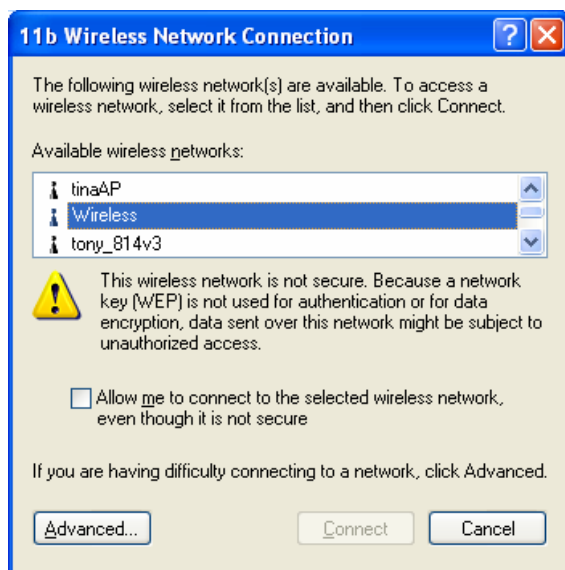 11b Wireless Network Connection
The following wireless network(s) are available. To access a
wireless network, select it from the list, and then click Connect.
Available wireless networks:
tinaAP
Wireless
tony_814v3
This wireless network is not secure. Because a network
key (WEP) is not used for authentication or for data
encryption, data sent over this network might be subject to
unauthorized access.
Allow me to connect to the selected wireless network,
even though it is not secure
If you are having difficulty connecting to a network, click Advanced.
Advanced... Connect Cancel